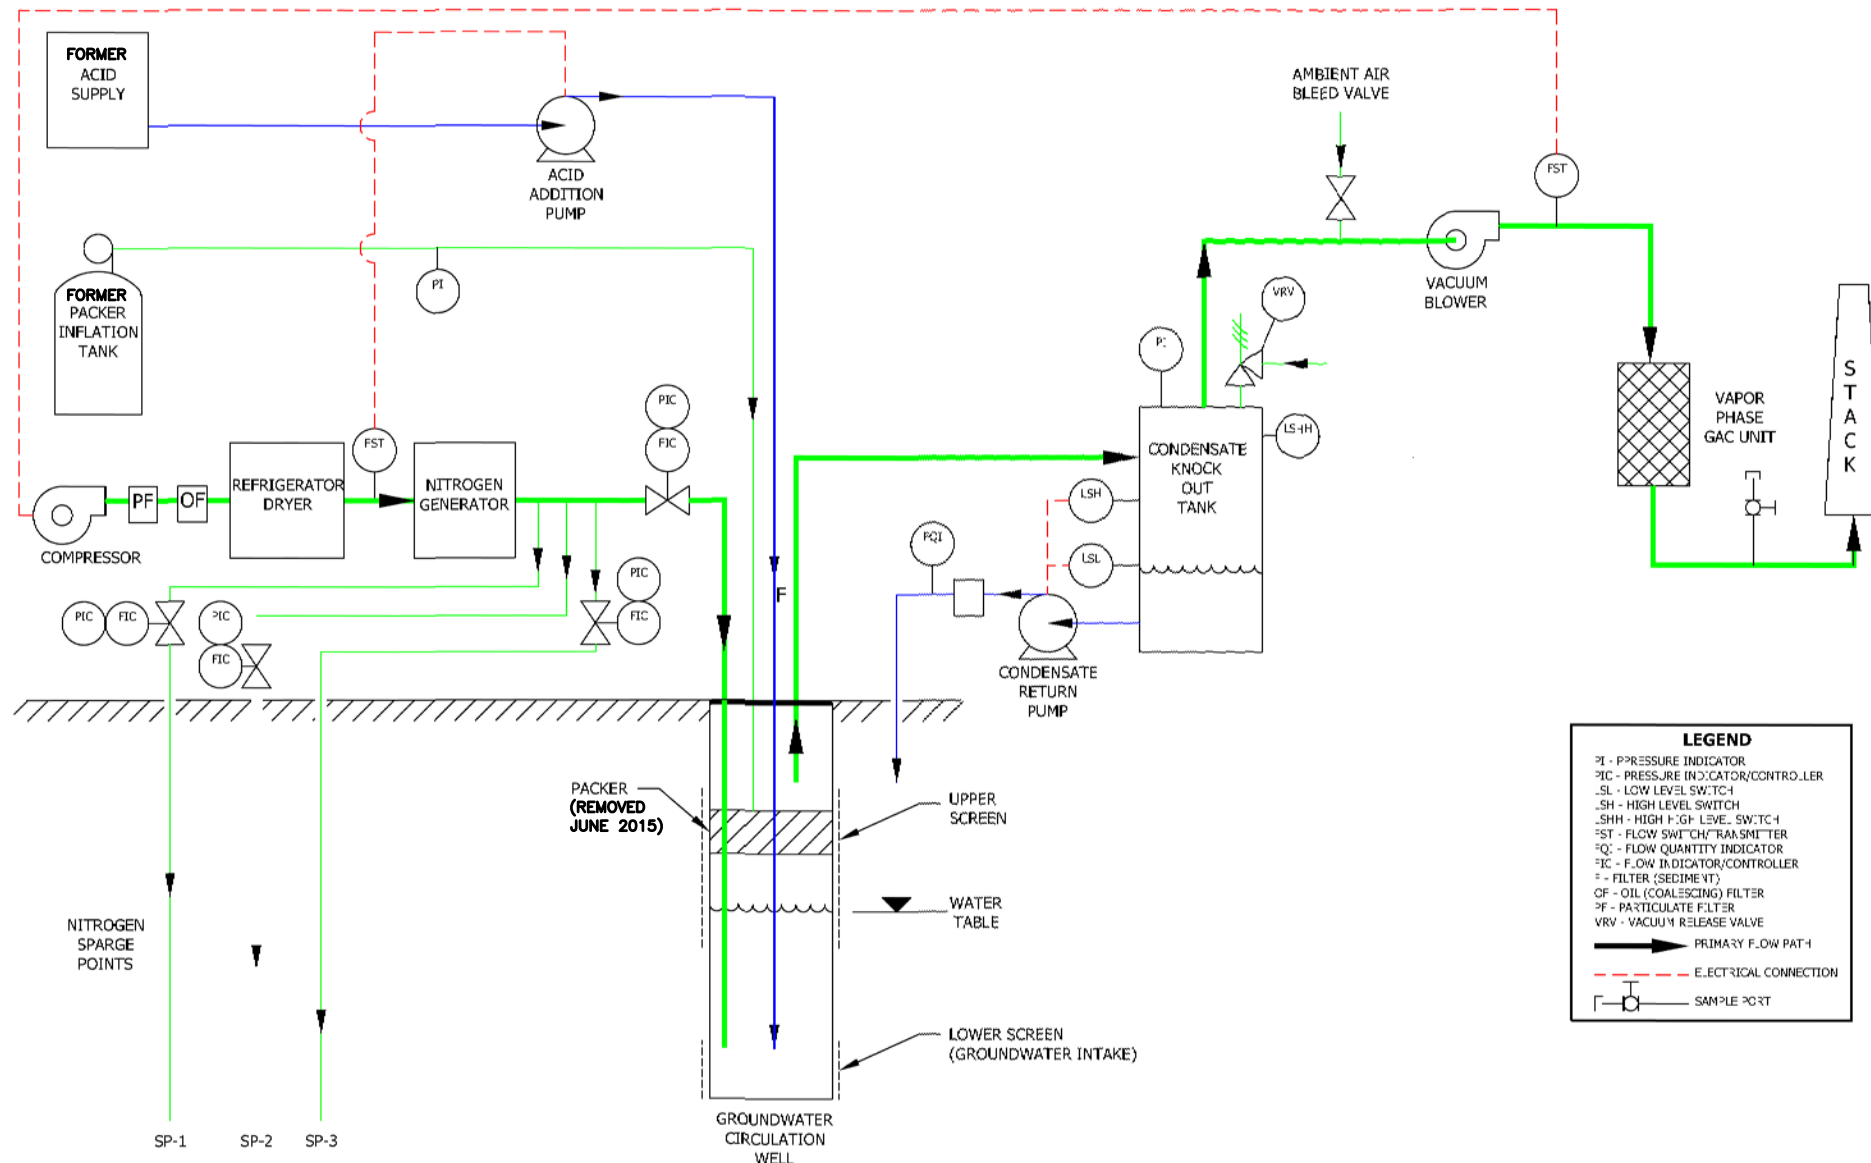 FORMER
ACID
SUPPLY
ACID
ADDITION
PUMP
AMBIENT AIR
BLEED VALVE
FST
FORMER
PACKER
INFLATION
TANK
PI
VACUUM
BLOWER
VRV
PI
STACK
VAPOR
PHASE
GAC UNIT
PIC
FIC
FST
LSHH
CONDENSATE
KNOCK
OUT
TANK
COMPRESSOR
PF
OF
REFRIGERATOR
DRYER
NITROGEN
GENERATOR
LSH
LSL
FQI
PIC
FIC
PIC
FIC
PIC
FIC
F
CONDENSATE
RETURN
PUMP
PACKER
(REMOVED
JUNE 2015)
UPPER
SCREEN
WATER
TABLE
NITROGEN
SPARGE
POINTS
LOWER SCREEN
(GROUNDWATER INTAKE)
SP-1
SP-2
SP-3
GROUNDWATER
CIRCULATION
WELL
LEGEND
PI - PPRESSURE INDICATOR
PIC - PRESSURE INDICATOR/CONTROLLER
LSL - LOW LEVEL SWITCH
LSH - HIGH LEVEL SWITCH
LSHH - HIGH HIGH LEVEL SWITCH
FST - FLOW SWITCH/TRANSMITTER
FQI - FLOW QUANTITY INDICATOR
FIC - FLOW INDICATOR/CONTROLLER
F - FILTER (SEDIMENT)
OF - OIL (COALESCING) FILTER
PF - PARTICULATE FILTER
VRV - VACUUM RELEASE VALVE
PRIMARY FLOW PATH
ELECTRICAL CONNECTION
SAMPLE PORT